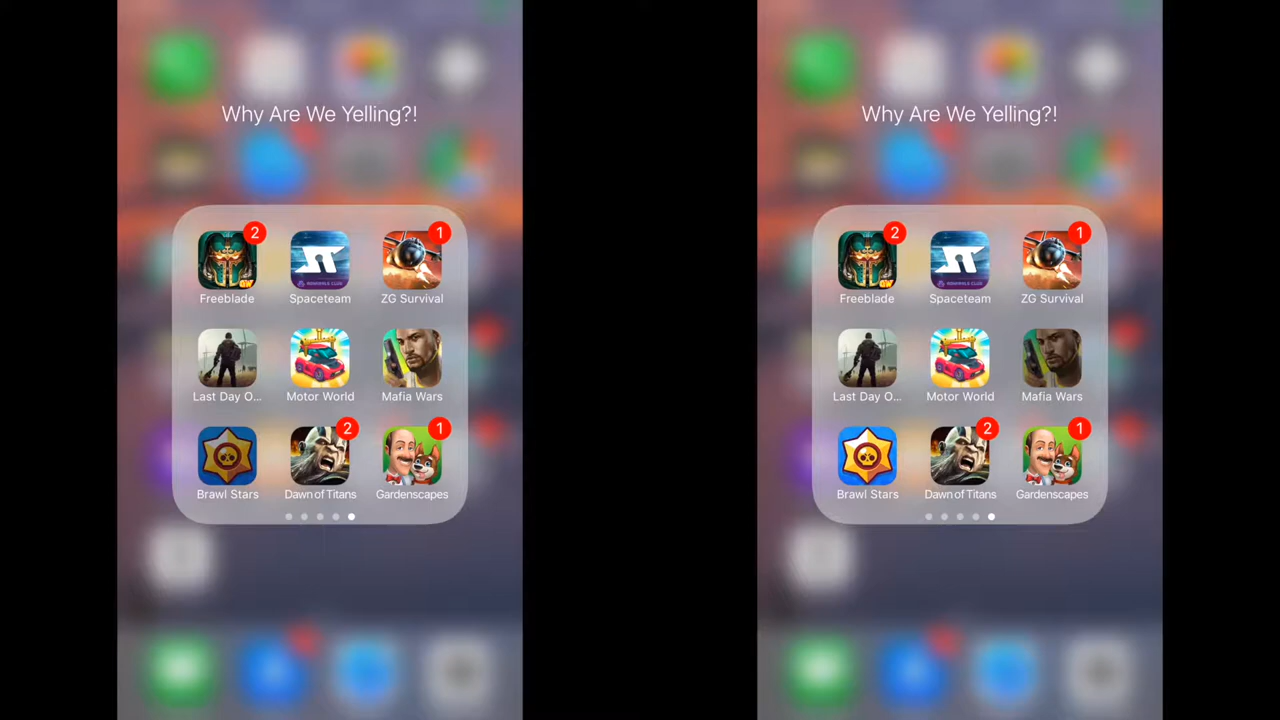 Why Are We Yelling?!
2
1
Freeblade
Spaceteam
ZG Survival
Last Day O...
Motor World
Mafia Wars
2
1
Brawl Stars
Dawn of Titans
Gardenscapes
Why Are We Yelling?!
2
1
Freeblade
Spaceteam
ZG Survival
Last Day O...
Motor World
Mafia Wars
2
1
Brawl Stars
Dawn of Titans
Gardenscapes